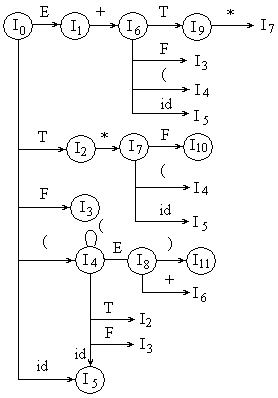 E + T *
I0 I1 I6 I9 I7
F
I3
(
I4
id
I5
T * F
I2 I7 I10
(
I4
id
I5
F
I3
(
( E )
I4 I8 I11
+
I6
T
I2
F
I3
id id
I5